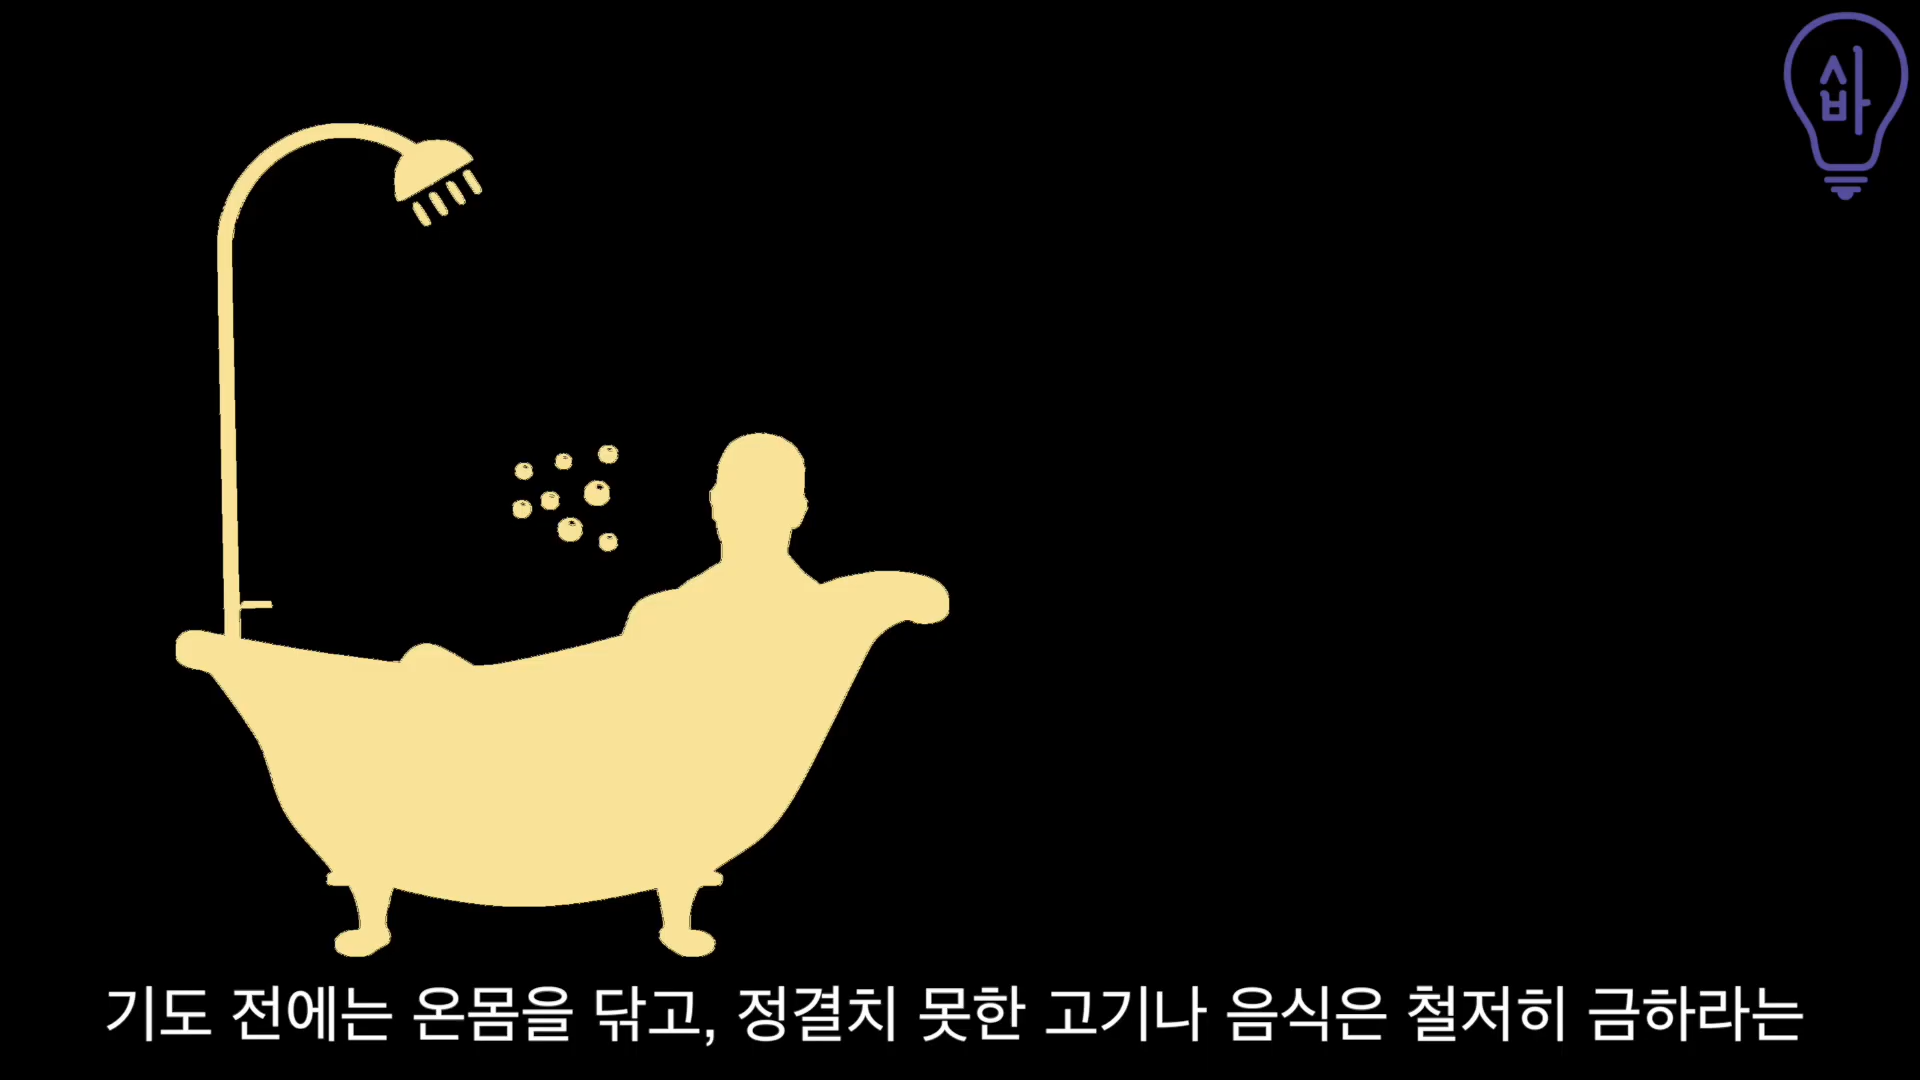 십바
기도 전에는 온몸을 닦고, 정결치 못한 고기나 음식은 철저히 금하라는